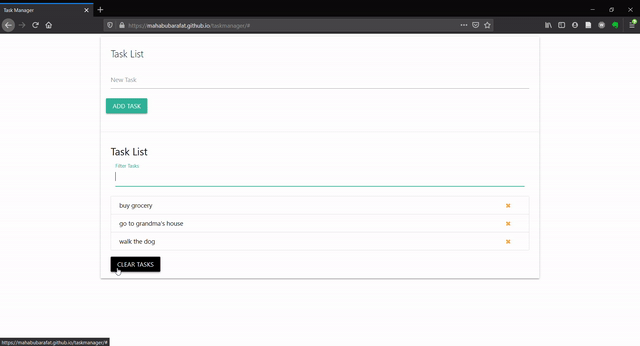 Task Manager
https://mahabubarafat.github.io/taskmanager/#
Task List
New Task
ADD TASK
Task List
Filter Tasks
buy grocery
go to grandma's house
walk the dog
CLEAR TASKS
https://mahabubarafat.github.io/taskmanager/#